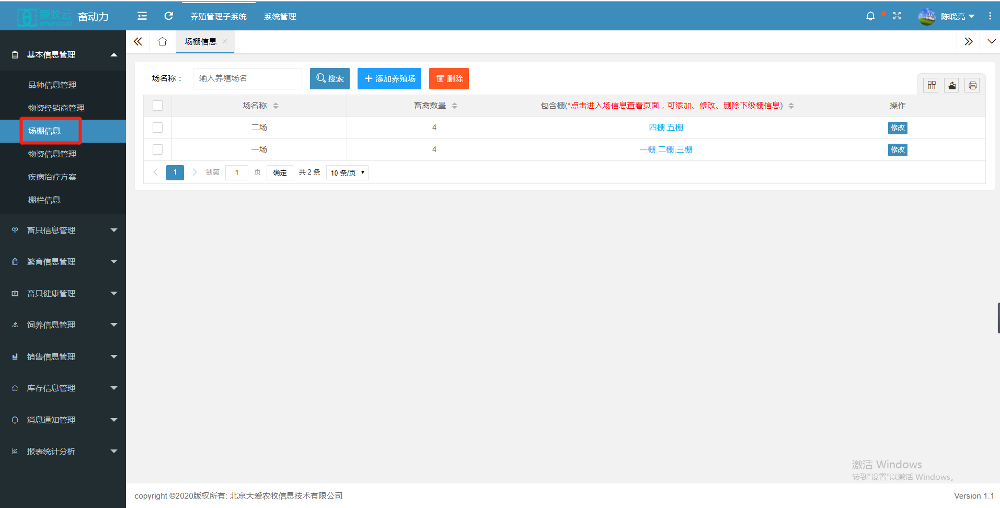 爱牧云
amorcloud
畜动力
养殖管理子系统
系统管理
陈晓亮
基本信息管理
品种信息管理
物资经销商管理
场棚信息
物资信息管理
疾病治疗方案
棚栏信息
畜只信息管理
繁育信息管理
畜只健康管理
饲养信息管理
销售信息管理
库存信息管理
消息通知管理
报表统计分析
场棚信息
场名称：
输入养殖场名
搜索
添加养殖场
删除
场名称
畜禽数量
包含棚(*点击进入场信息查看页面，可添加、修改、删除下级棚信息)
操作
二场
4
四棚,五棚
修改
一场
4
一棚,二棚,三棚
修改
1
到第
1
页
确定
共 2 条
10 条/页
激活 Windows
转到"设置"以激活 Windows。
copyright ©2020版权所有: 北京大爱农牧信息技术有限公司
Version 1.1